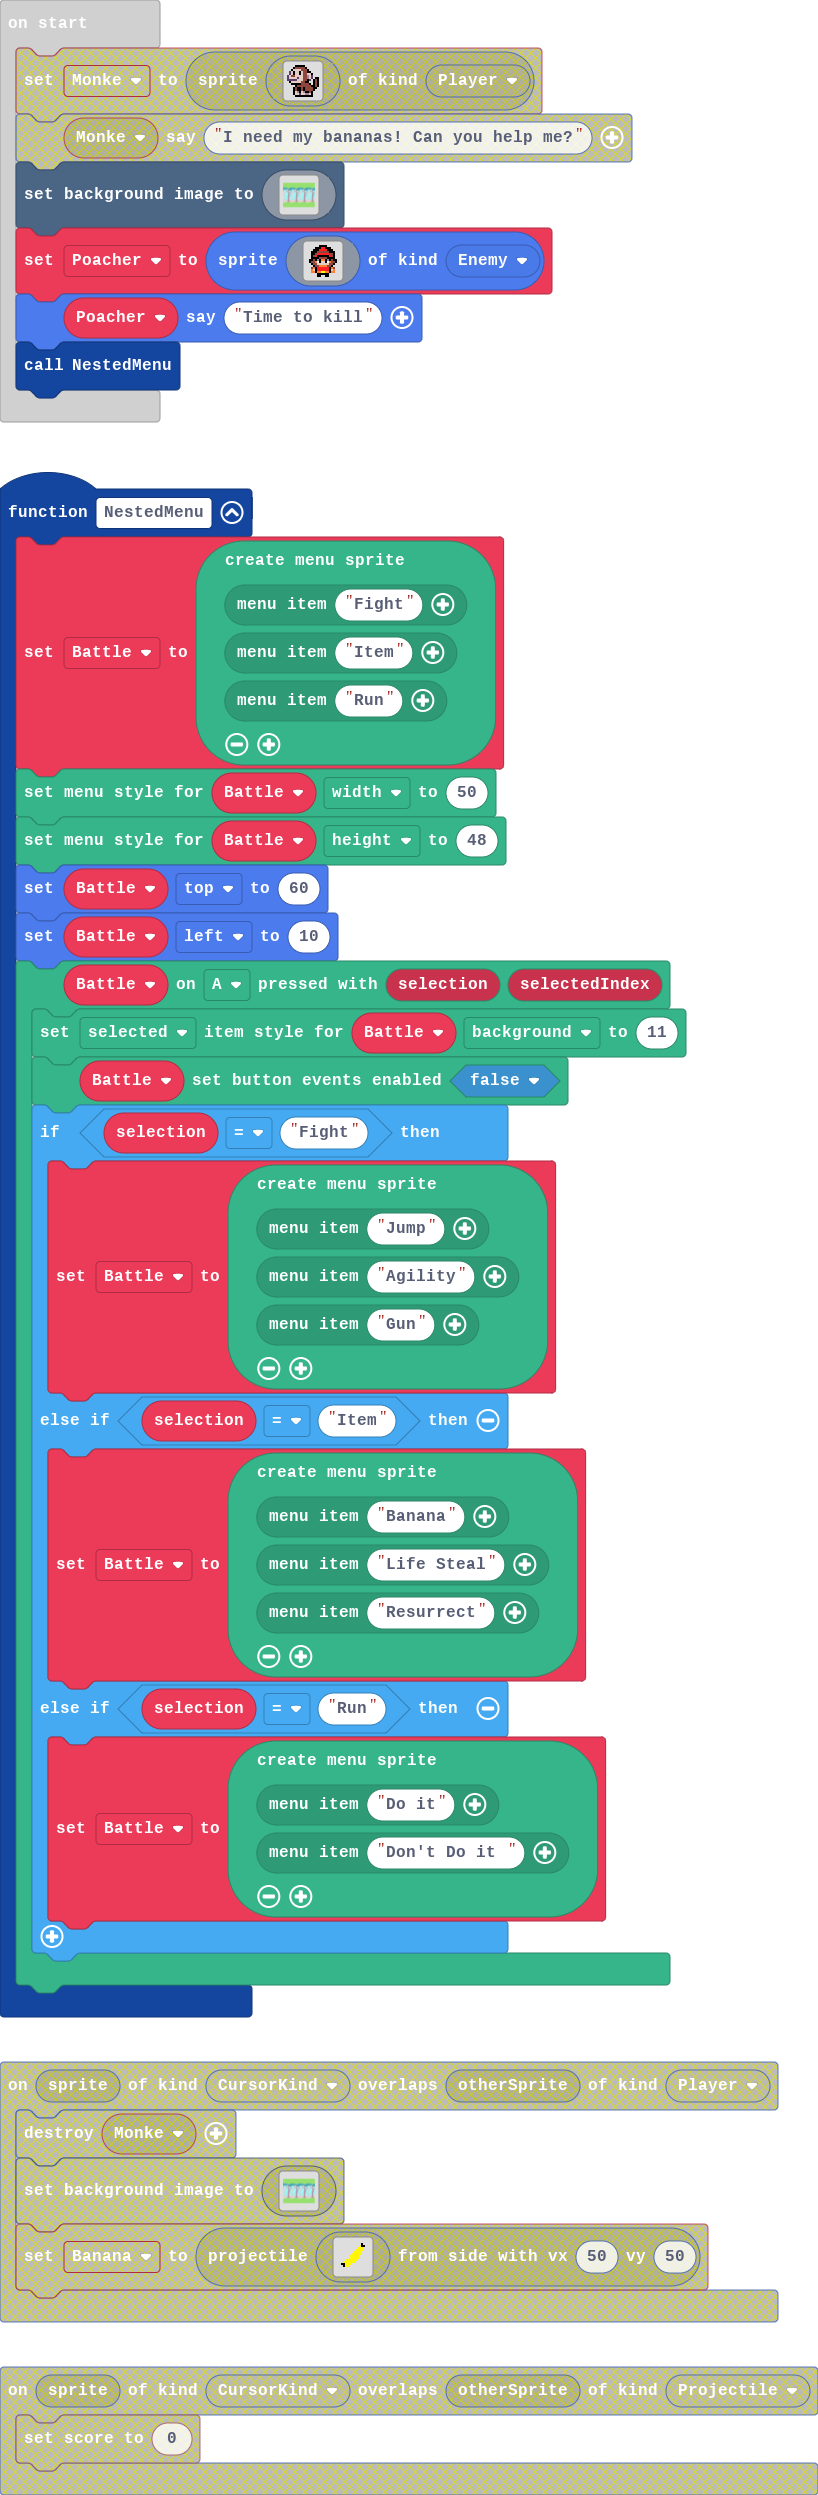 on start
set Monke to sprite of kind Player
Monke say "I need my bananas! Can you help me?"
set background image to
set Poacher to sprite of kind Enemy
Poacher say "Time to kill"
call NestedMenu
function NestedMenu
create menu sprite
menu item "Fight"
menu item "Item"
set Battle to
menu item "Run"
set menu style for Battle width to 50
set menu style for Battle height to 48
set Battle top to 60
set Battle left to 10
Battle on A pressed with selection selectedIndex
set selected item style for Battle background to 11
Battle set button events enabled false
if selection = "Fight" then
create menu sprite
menu item "Jump"
set Battle to menu item "Agility"
menu item "Gun"
else if selection = "Item" then
create menu sprite
menu item "Banana"
set Battle to menu item "Life Steal"
menu item "Resurrect"
else if selection = "Run" then
create menu sprite
menu item "Do it"
set Battle to
menu item "Don't Do it "
on sprite of kind CursorKind overlaps otherSprite of kind Player
destroy Monke
set background image to
set Banana to projectile from side with vx 50 vy 50
on sprite of kind CursorKind overlaps otherSprite of kind Projectile
set score to 0